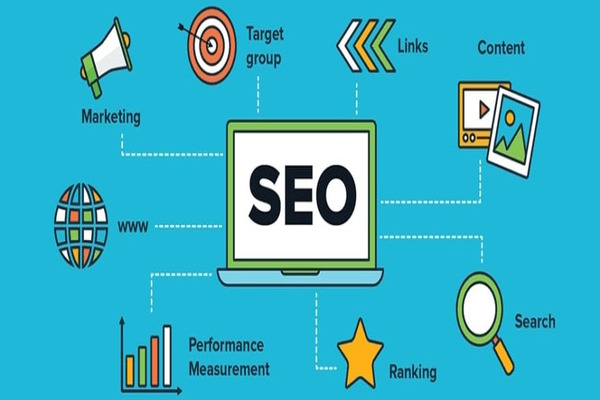 Target
group
Links
Content
Marketing
SEO
www
Search
Performance
Measurement
Ranking